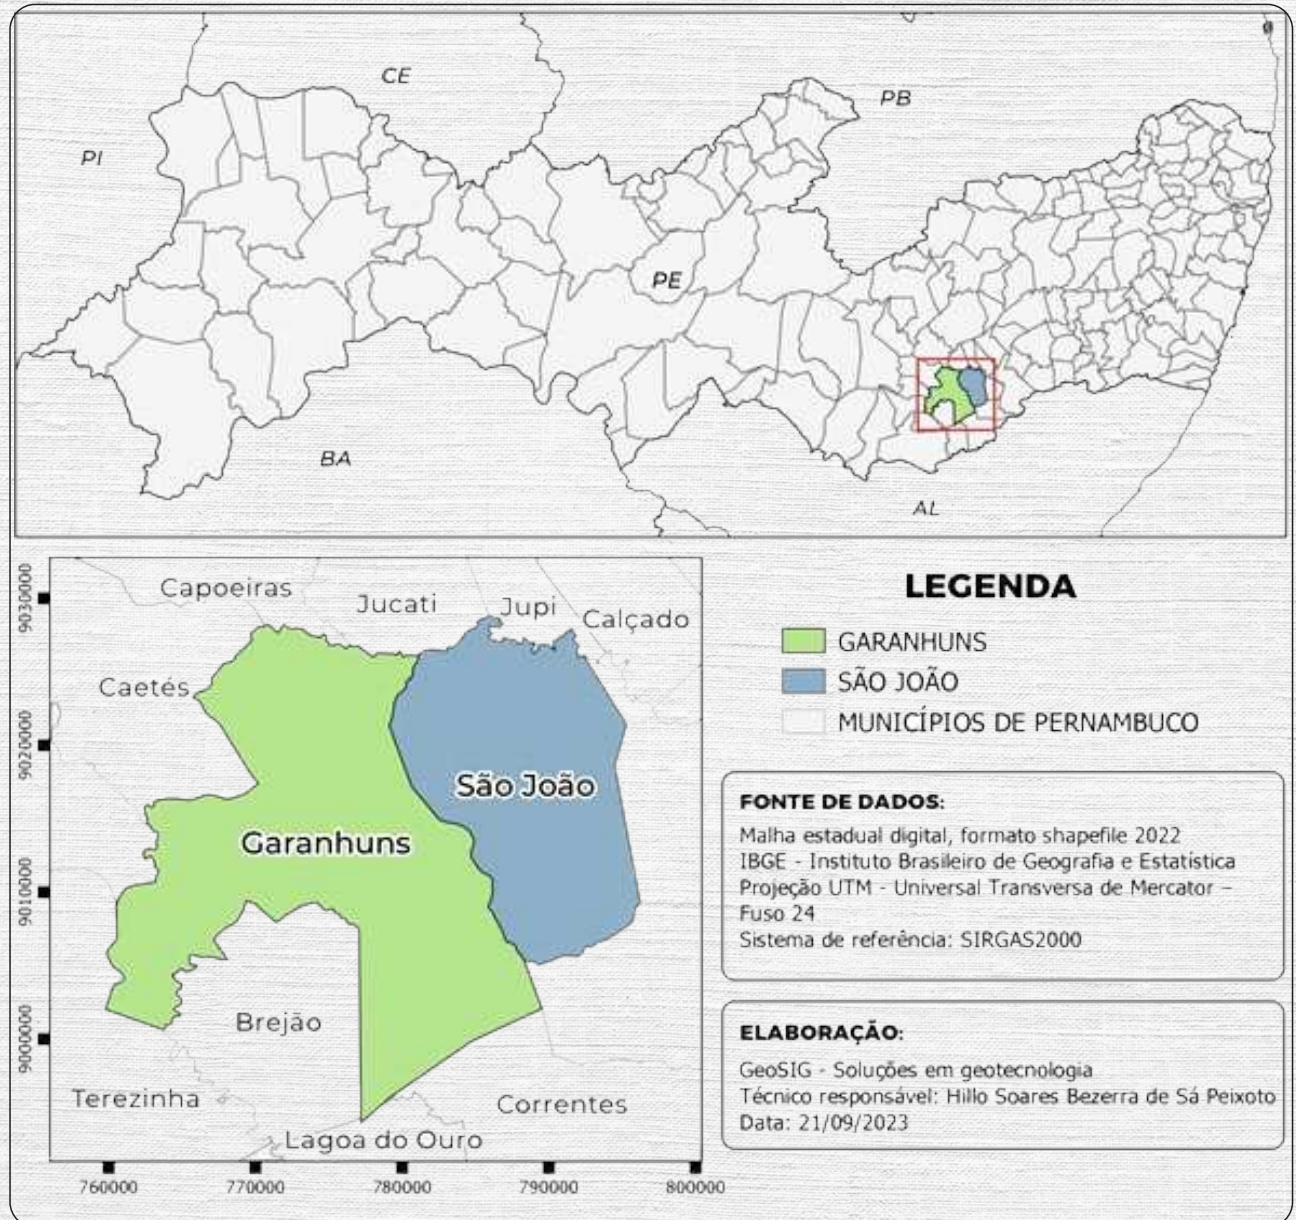 CE
PB
PI
PE
BA
AL
9030000
9020000
9010000
9000000
Capoeiras
Jucati
Jupi
Calçado
Caetés
São João
Garanhuns
Brejão
Terezinha
Correntes
Lagoa do Ouro
760000
770000
780000
790000
800000
LEGENDA
GARANHUNS
SÃO JOÃO
MUNICÍPIOS DE PERNAMBUCO
FONTE DE DADOS:
Malha estadual digital, formato shapefile 2022
IBGE - Instituto Brasileiro de Geografia e Estatística
Projeção UTM - Universal Transversa de Mercator –
Fuso 24
Sistema de referência: SIRGAS2000
ELABORAÇÃO:
GeoSIG - Soluções em geotecnologia
Técnico responsável: Hillo Soares Bezerra de Sá Peixoto
Data: 21/09/2023